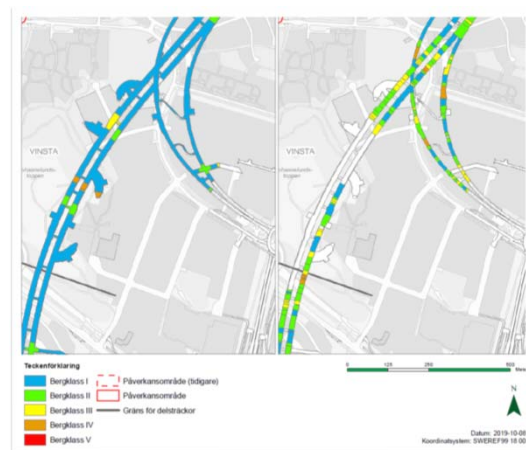 VINSTA
Teckenförklaring
Bergklass I
Bergklass II
Bergklass III
Bergklass IV
Bergklass V
Påverkansområde (tidigare)
Påverkansområde
Gräns för delsträckor
0 125 250 500
N
Datum: 2019-10-08
Koordinatsystem: SWEREF99 18 00